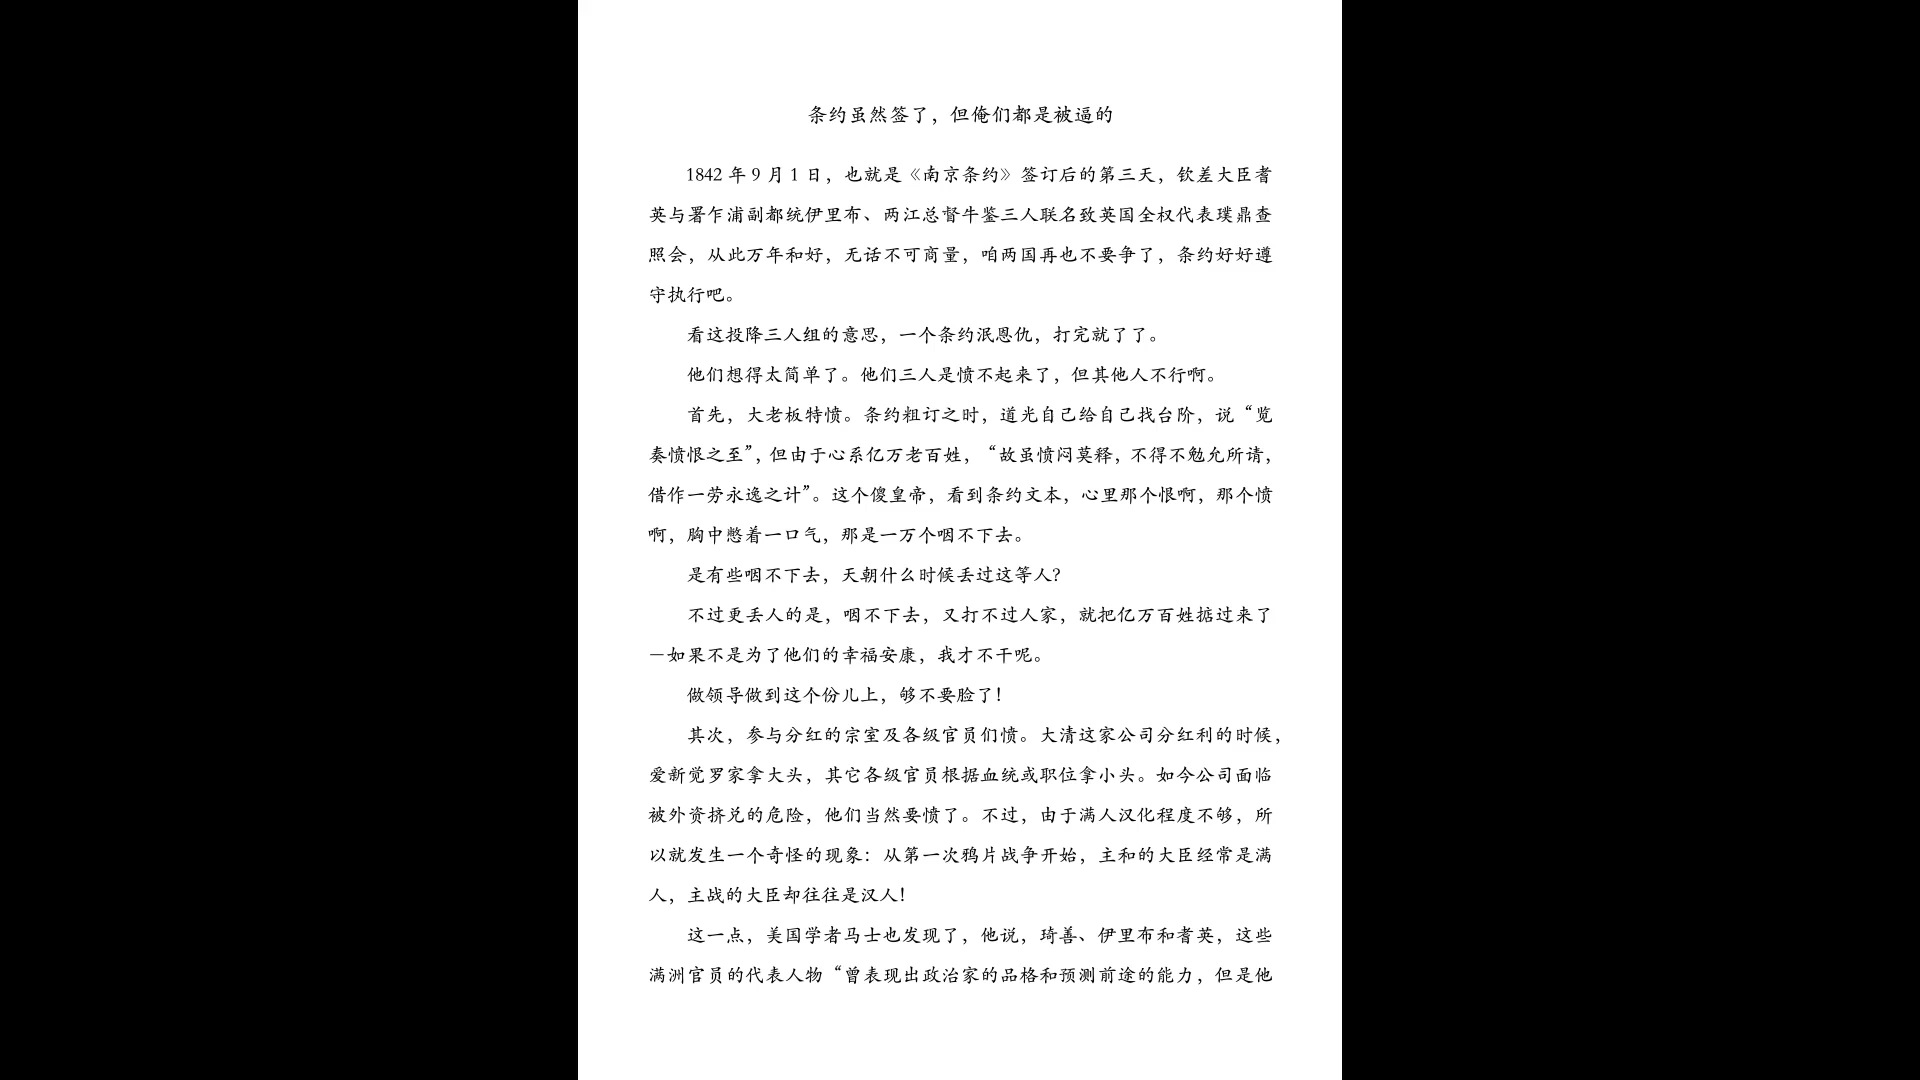 条约虽然签了，但俺们都是被逼的
1842 年 9 月 1 日，也就是《南京条约》签订后的第三天，钦差大臣耆
英与署乍浦副都统伊里布、两江总督牛鉴三人联名致英国全权代表璞鼎查
照会，从此万年和好，无话不可商量，咱两国再也不要争了，条约好好遵
守执行吧。
看这投降三人组的意思，一个条约泯恩仇，打完就了了。
他们想得太简单了。他们三人是愤不起来了，但其他人不行啊。
首先，大老板特愤。条约粗订之时，道光自己给自己找台阶，说“览
奏愤恨之至”，但由于心系亿万老百姓，“故虽愤闷莫释，不得不勉允所请，
借作一劳永逸之计”。这个傻皇帝，看到条约文本，心里那个恨啊，那个愤
啊，胸中憋着一口气，那是一万个咽不下去。
是有些咽不下去，天朝什么时候丢过这等人？
不过更丢人的是，咽不下去，又打不过人家，就把亿万百姓掂过来了
—如果不是为了他们的幸福安康，我才不干呢。
做领导做到这个份儿上，够不要脸了！
其次，参与分红的宗室及各级官员们愤。大清这家公司分红利的时候，
爱新觉罗家拿大头，其它各级官员根据血统或职位拿小头。如今公司面临
被外资挤兑的危险，他们当然要愤了。不过，由于满人汉化程度不够，所
以就发生一个奇怪的现象：从第一次鸦片战争开始，主和的大臣经常是满
人，主战的大臣却往往是汉人！
这一点，美国学者马士也发现了，他说，琦善、伊里布和耆英，这些
满洲官员的代表人物“曾表现出政治家的品格和预测前途的能力，但是他